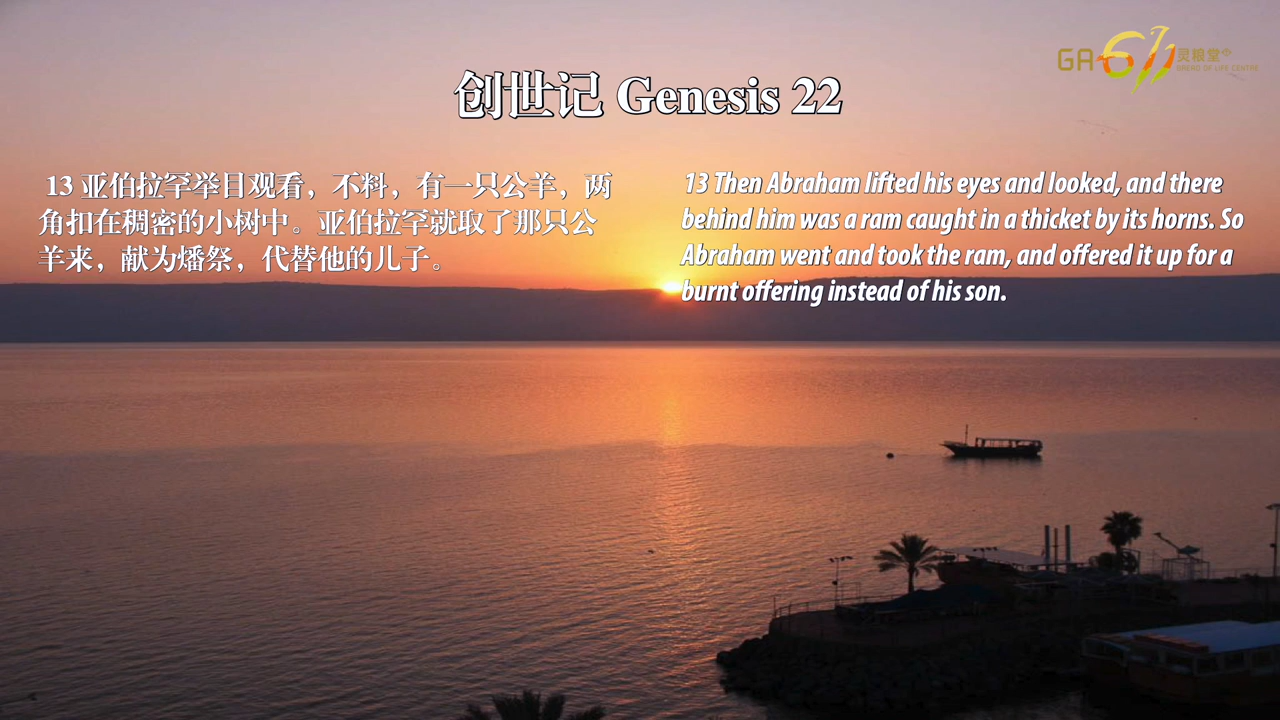 GA 611 灵粮堂
BREAD OF LIFE CENTRE
创世记 Genesis 22
13 亚伯拉罕举目观看，不料，有一只公羊，两
角扣在稠密的小树中。亚伯拉罕就取了那只公
羊来，献为燔祭，代替他的儿子。
13 Then Abraham lifted his eyes and looked, and there
behind him was a ram caught in a thicket by its horns. So
Abraham went and took the ram, and offered it up for a
burnt offering instead of his son.